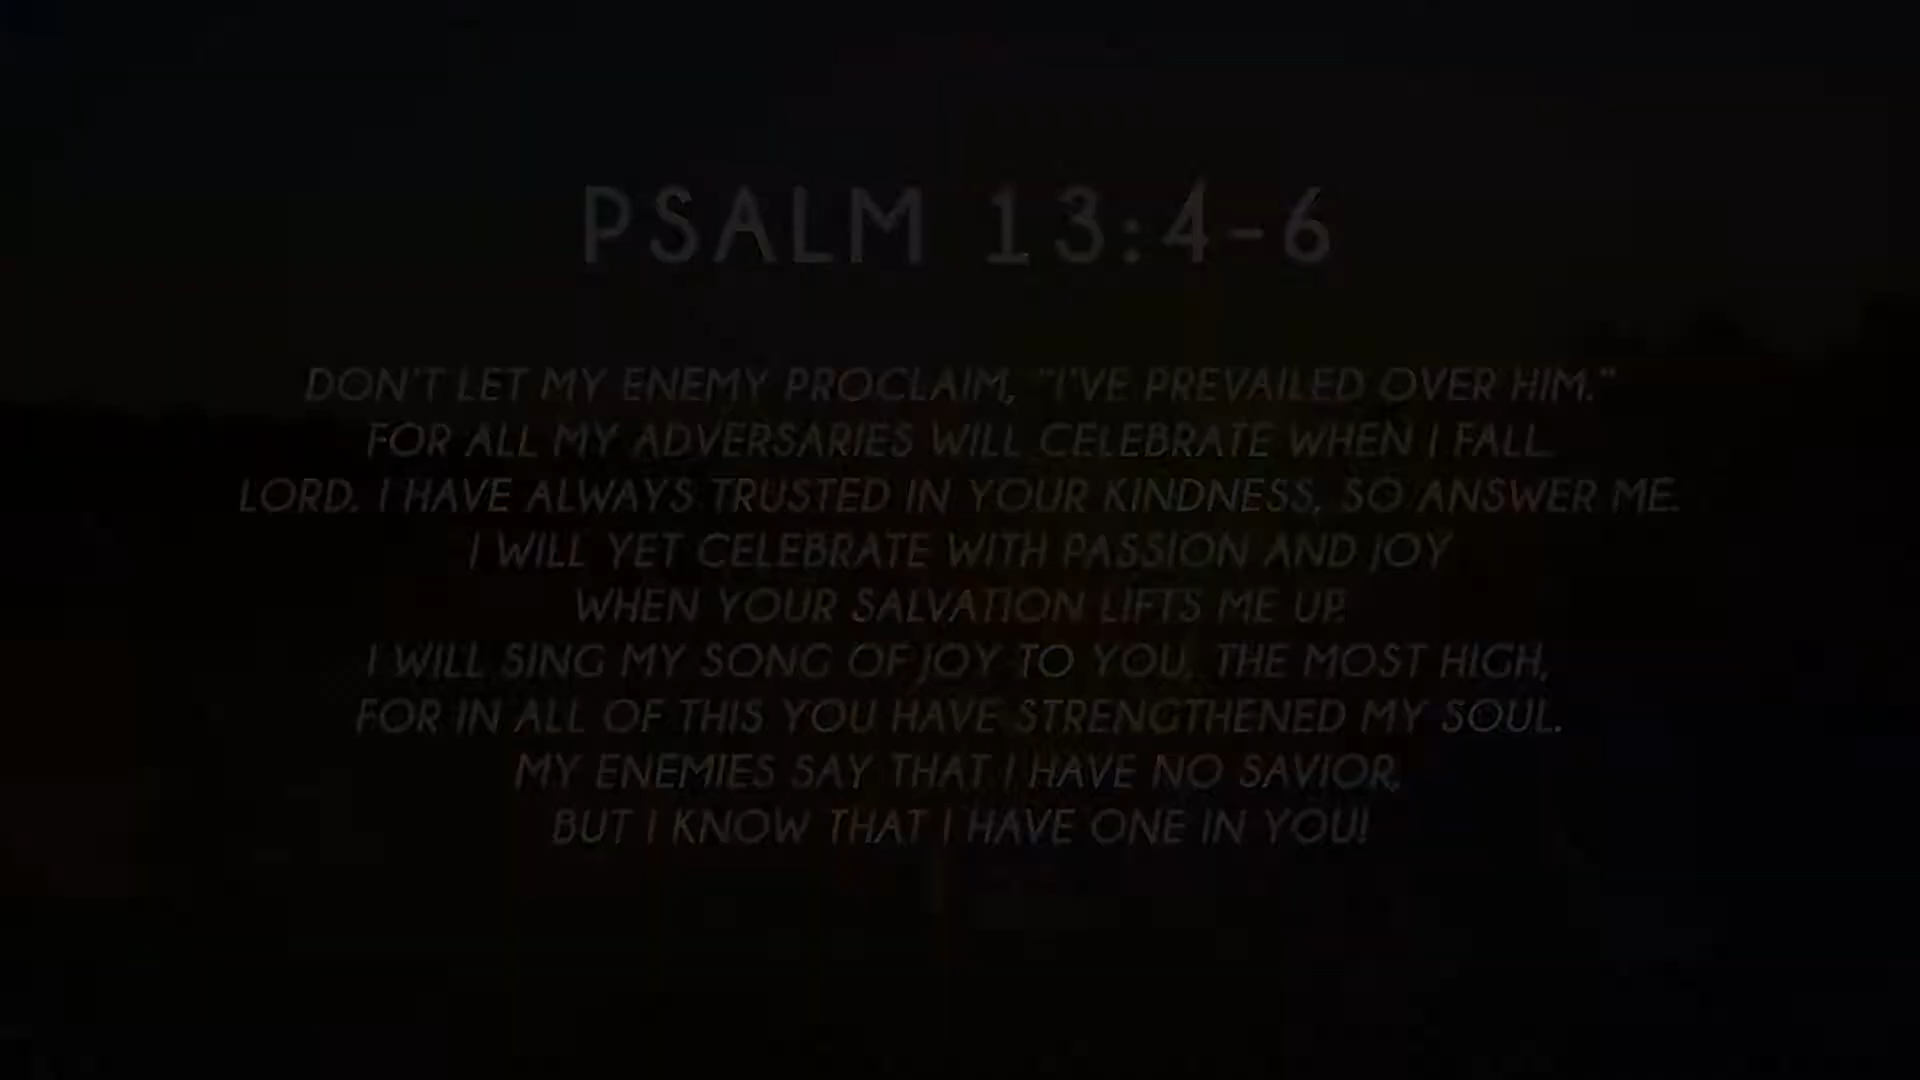 PSALM 13:4-6
DON'T LET MY ENEMY PROCLAIM, "I'VE PREVAILED OVER HIM."
FOR ALL MY ADVERSARIES WILL CELEBRATE WHEN I FALL.
LORD, I HAVE ALWAYS TRUSTED IN YOUR KINDNESS, SO ANSWER ME.
I WILL YET CELEBRATE WITH PASSION AND JOY
WHEN YOUR SALVATION LIFTS ME UP.
I WILL SING MY SONG OF JOY TO YOU, THE MOST HIGH,
FOR IN ALL OF THIS YOU HAVE STRENGTHENED MY SOUL.
MY ENEMIES SAY THAT I HAVE NO SAVIOR,
BUT I KNOW THAT I HAVE ONE IN YOU!